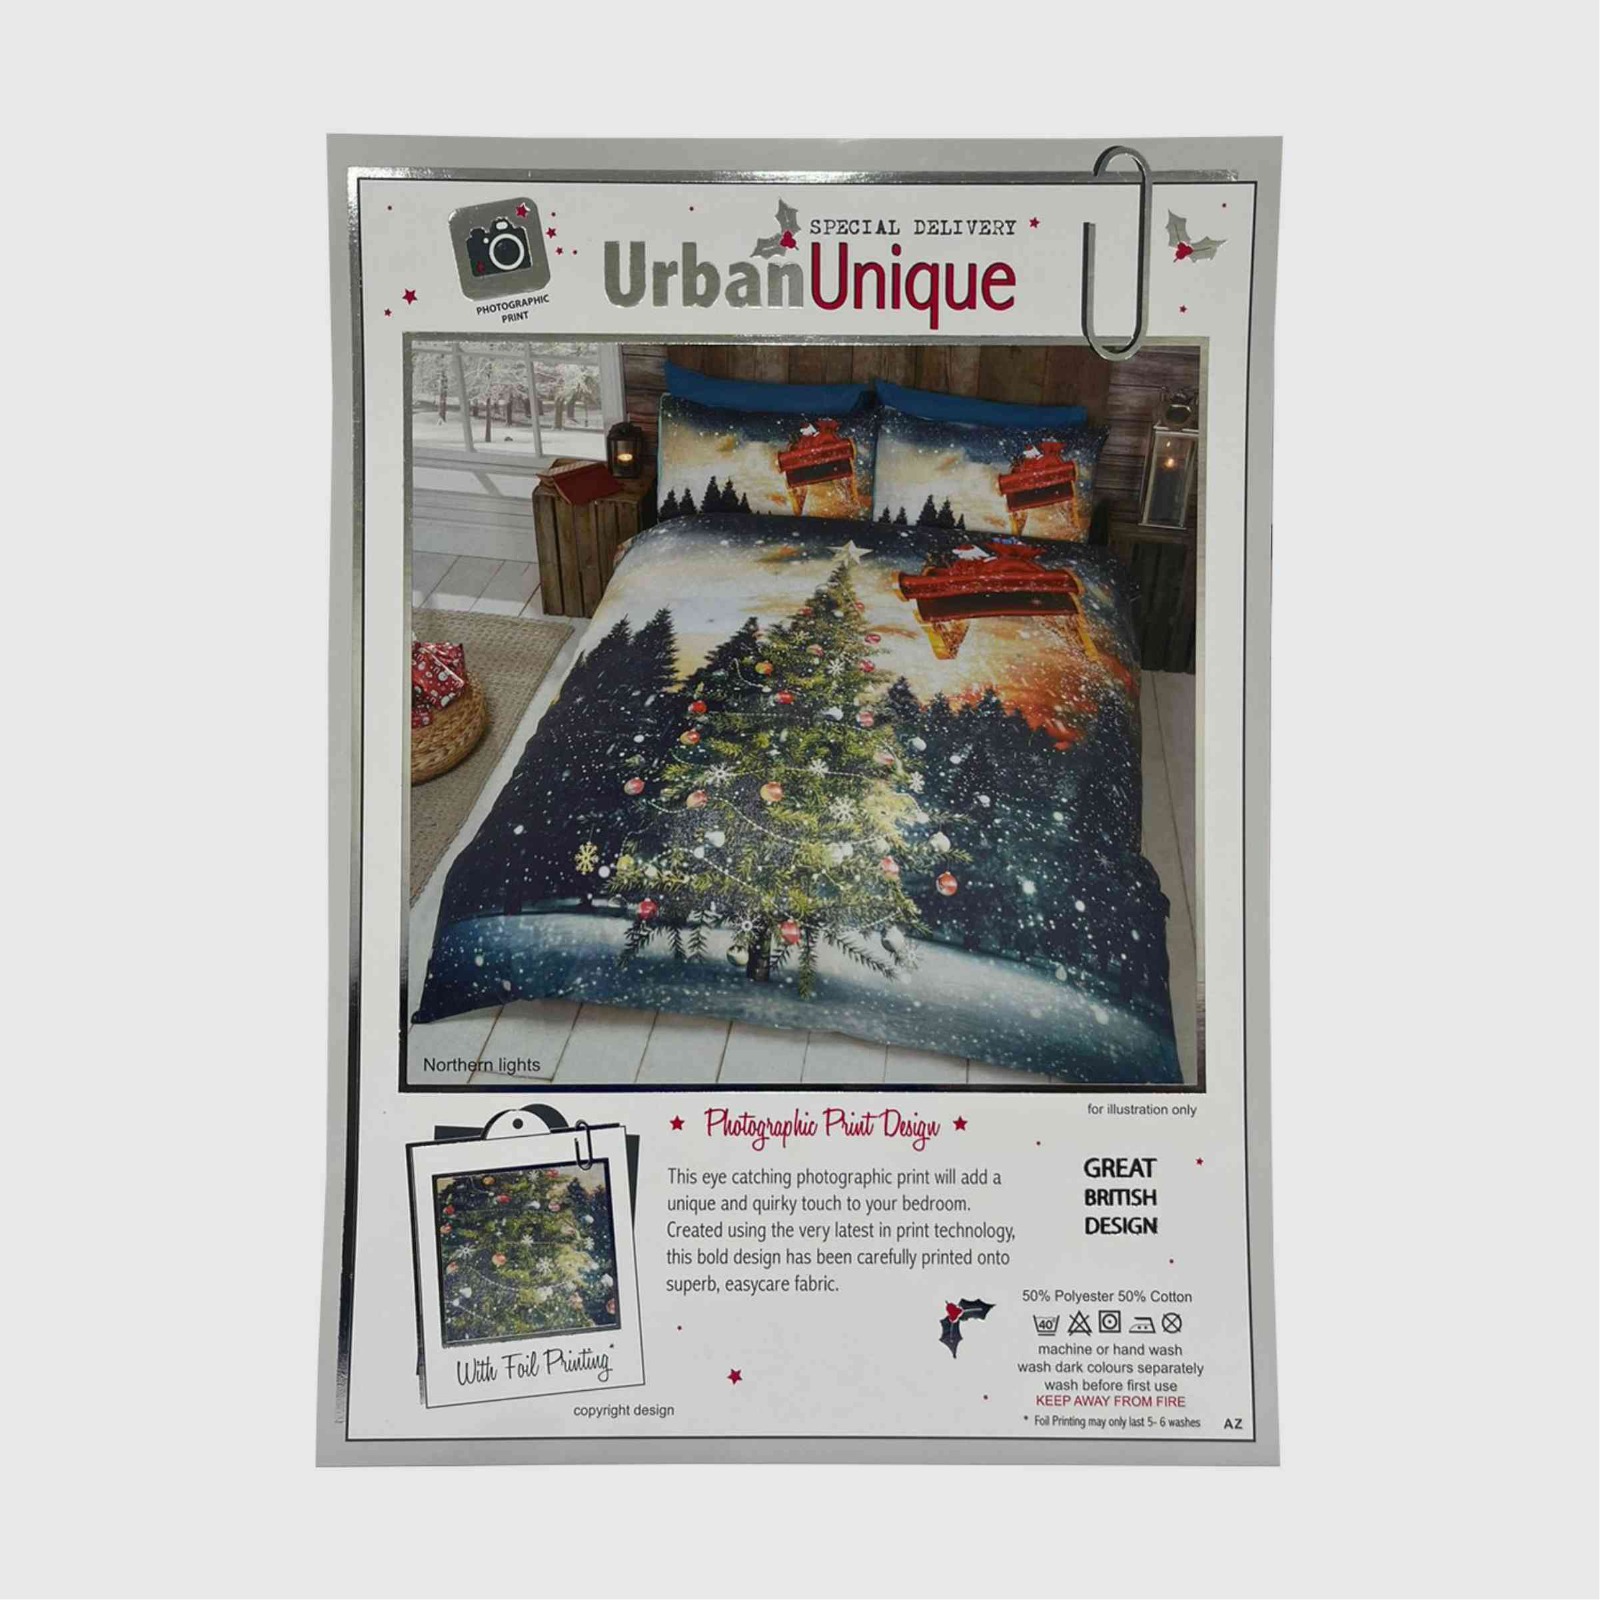 PHOTOGRAPHIC
PRINT
SPECIAL DELIVERY
UrbanUnique
Northern lights
for illustration only
Photographic Print Design
This eye catching photographic print will add a
unique and quirky touch to your bedroom.
Created using the very latest in print technology,
this bold design has been carefully printed onto
superb, easycare fabric.
GREAT
BRITISH
DESIGN
With Foil Printing*
copyright design
50% Polyester 50% Cotton
40°
machine or hand wash
wash dark colours separately
wash before first use
KEEP AWAY FROM FIRE
* Foil Printing may only last 5- 6 washes
AZ